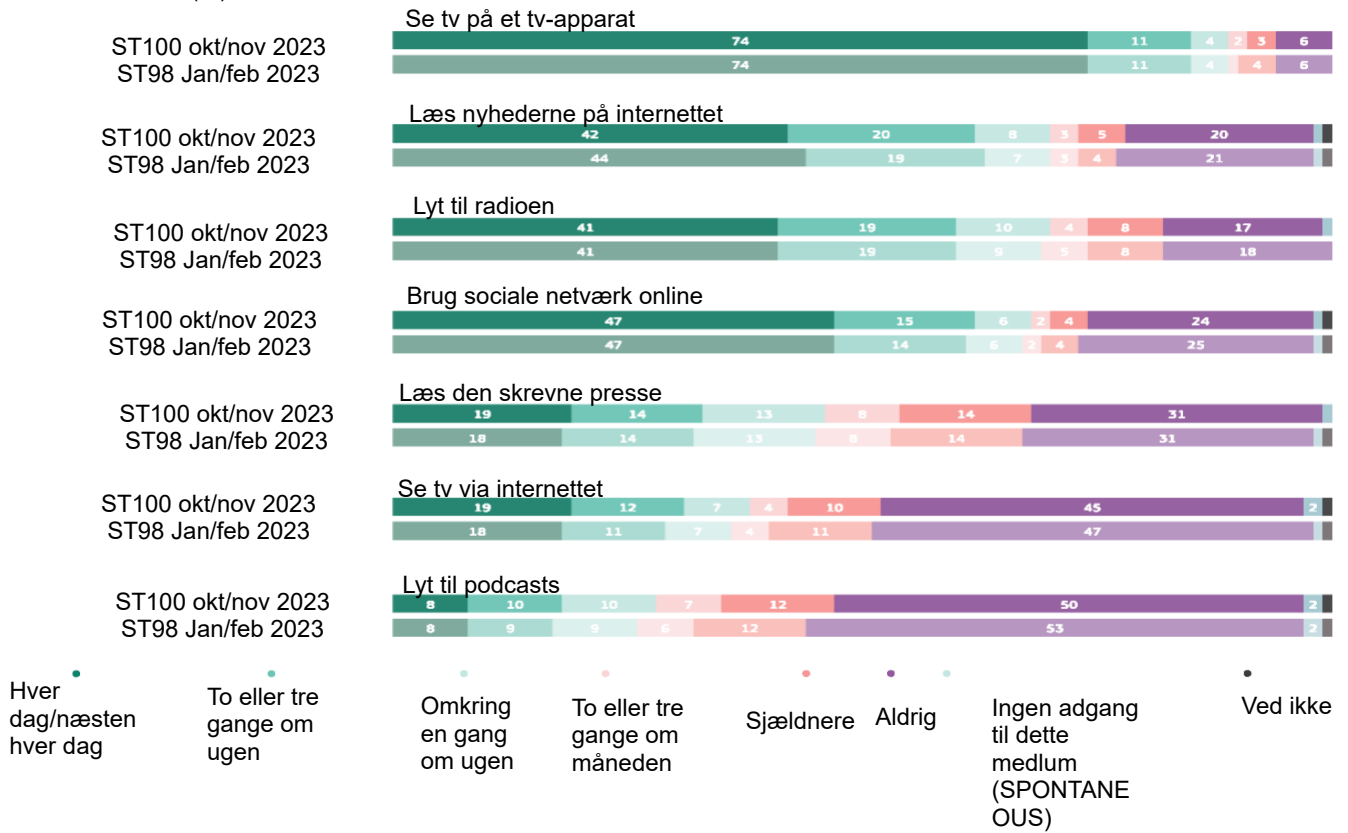 Se tv på et tv-apparat
ST100 okt/nov 2023
74 11 4 2 3 6
ST98 Jan/feb 2023
74 11 4 4 6
Læs nyhederne på internettet
ST100 okt/nov 2023
42 20 8 3 5 20
ST98 Jan/feb 2023
44 19 7 3 4 21
Lyt til radioen
ST100 okt/nov 2023
41 19 10 4 8 17
ST98 Jan/feb 2023
41 19 9 5 8 18
Brug sociale netværk online
ST100 okt/nov 2023
47 15 6 2 4 24
ST98 Jan/feb 2023
47 14 6 2 4 25
Læs den skrevne presse
ST100 okt/nov 2023
19 14 13 8 14 31
ST98 Jan/feb 2023
18 14 13 8 14 31
Se tv via internettet
ST100 okt/nov 2023
19 12 7 4 10 45 2
ST98 Jan/feb 2023
18 11 7 4 11 47
Lyt til podcasts
ST100 okt/nov 2023
8 10 10 7 12 50 2
ST98 Jan/feb 2023
8 9 9 6 12 53 2
Hver
dag/næsten
hver dag
To eller tre
gange om
ugen
Omkring
en gang
om ugen
To eller tre
gange om
måneden
Sjældnere
Aldrig
Ingen adgang
til dette
medlum
(SPONTANE
OUS)
Ved ikke